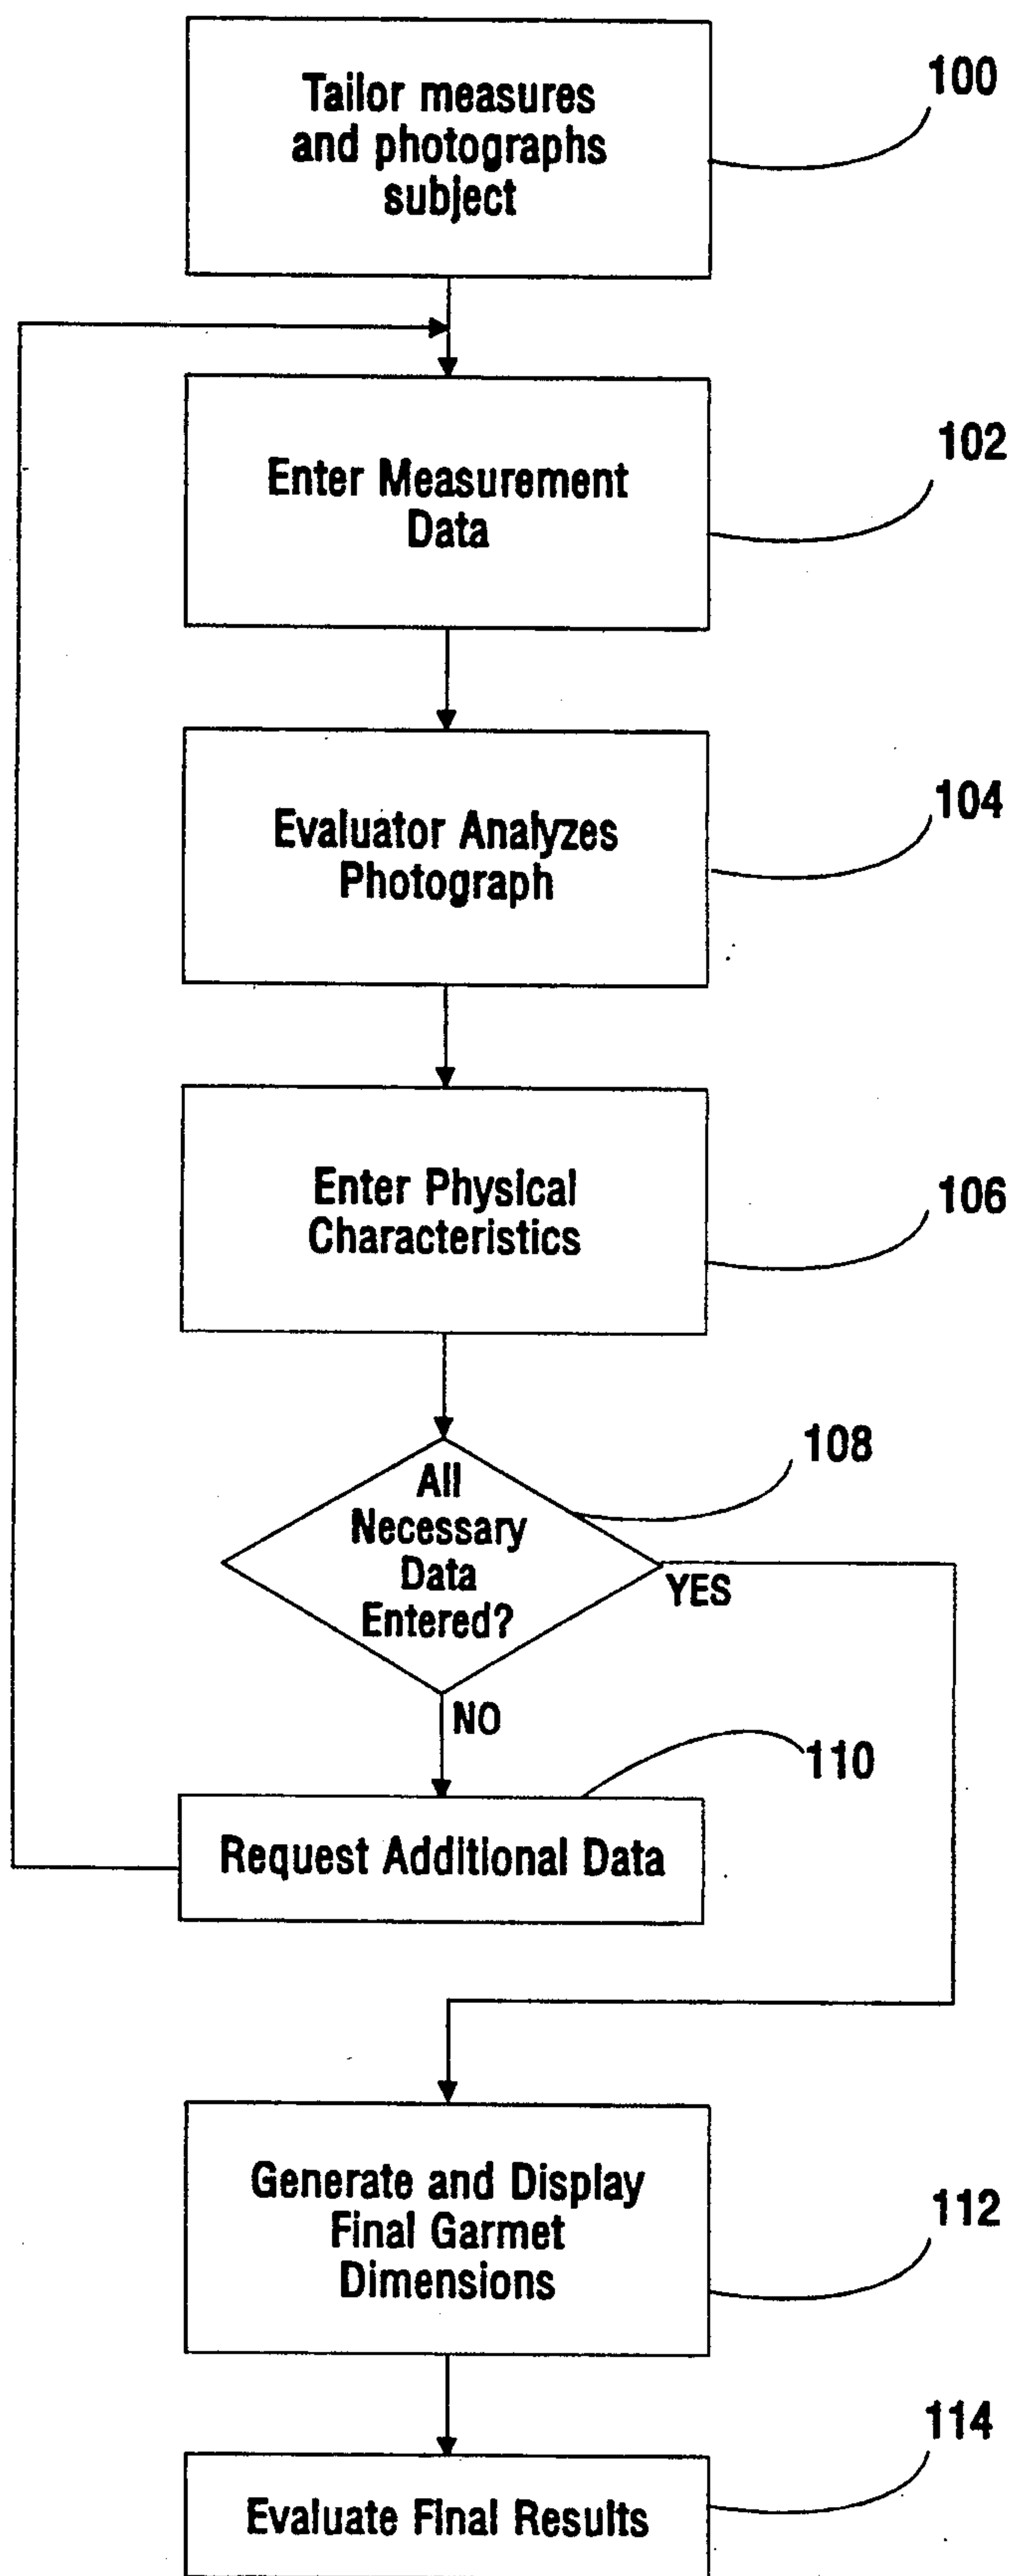 Tailor measures
and photographs
subject
100
Enter Measurement
Data
102
Evaluator Analyzes
Photograph
104
Enter Physical
Characteristics
106
All
Necessary
Data
Entered?
108
YES
NO
110
Request Additional Data
Generate and Display
Final Garmet
Dimensions
112
114
Evaluate Final Results